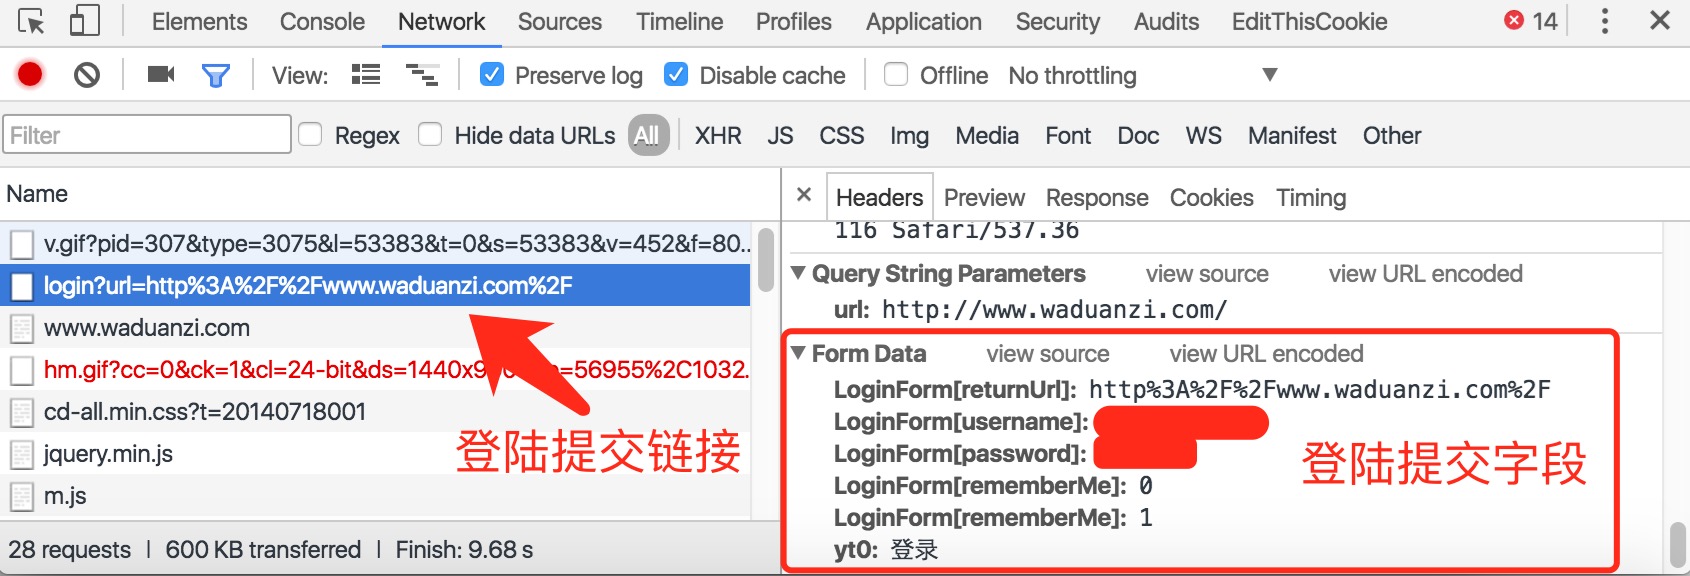 Elements Console Network Sources Timeline Profiles Application Security Audits EditThisCookie 14
View: Preserve log Disable cache Offline No throttling
Filter Regex Hide data URLs All XHR JS CSS Img Media Font Doc WS Manifest Other
Name
v.gif?pid=307&type=3075&l=53383&t=0&s=53383&v=452&f=80..
login?url=http%3A%2F%2Fwww.waduanzi.com%2F
www.waduanzi.com
hm.gif?cc=0&ck=1&cl=24-bit&ds=1440x9 =56955%2C1032.
cd-all.min.css?t=20140718001
jquery.min.js
m.js
登陆提交链接
28 requests | 600 KB transferred | Finish: 9.68 s
Headers Preview Response Cookies Timing
116 Safari/537.36
Query String Parameters view source view URL encoded
url: http://www.waduanzi.com/
Form Data view source view URL encoded
LoginForm[returnUrl]: http%3A%2F%2Fwww.waduanzi.com%2F
LoginForm[username]:
LoginForm[password]:
LoginForm[rememberMe]: 0
LoginForm[rememberMe]: 1
yt0: 登录
登陆提交字段